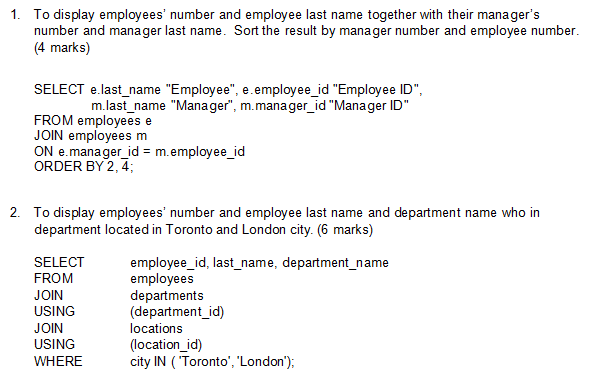 1. To display employees' number and employee last name together with their manager's
number and manager last name. Sort the result by manager number and employee number.
(4 marks)
SELECT e.last_name "Employee", e.employee_id "Employee ID",
m.last_name "Manager", m.manager_id "Manager ID"
FROM employees e
JOIN employees m
ON e.manager_id = m.employee_id
ORDER BY 2, 4;
2. To display employees' number and employee last name and department name who in
department located in Toronto and London city. (6 marks)
SELECT employee_id, last_name, department_name
FROM employees
JOIN departments
USING (department_id)
JOIN locations
USING (location_id)
WHERE city IN ( 'Toronto', 'London');